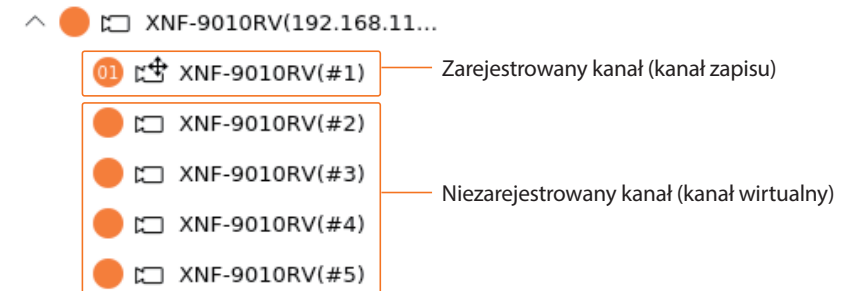 XNF-9010RV(192.168.11...
01 XNF-9010RV(#1) Zarejestrowany kanał (kanał zapisu)
XNF-9010RV(#2)
XNF-9010RV(#3)
Niezarejestrowany kanał (kanał wirtualny)
XNF-9010RV(#4)
XNF-9010RV(#5)